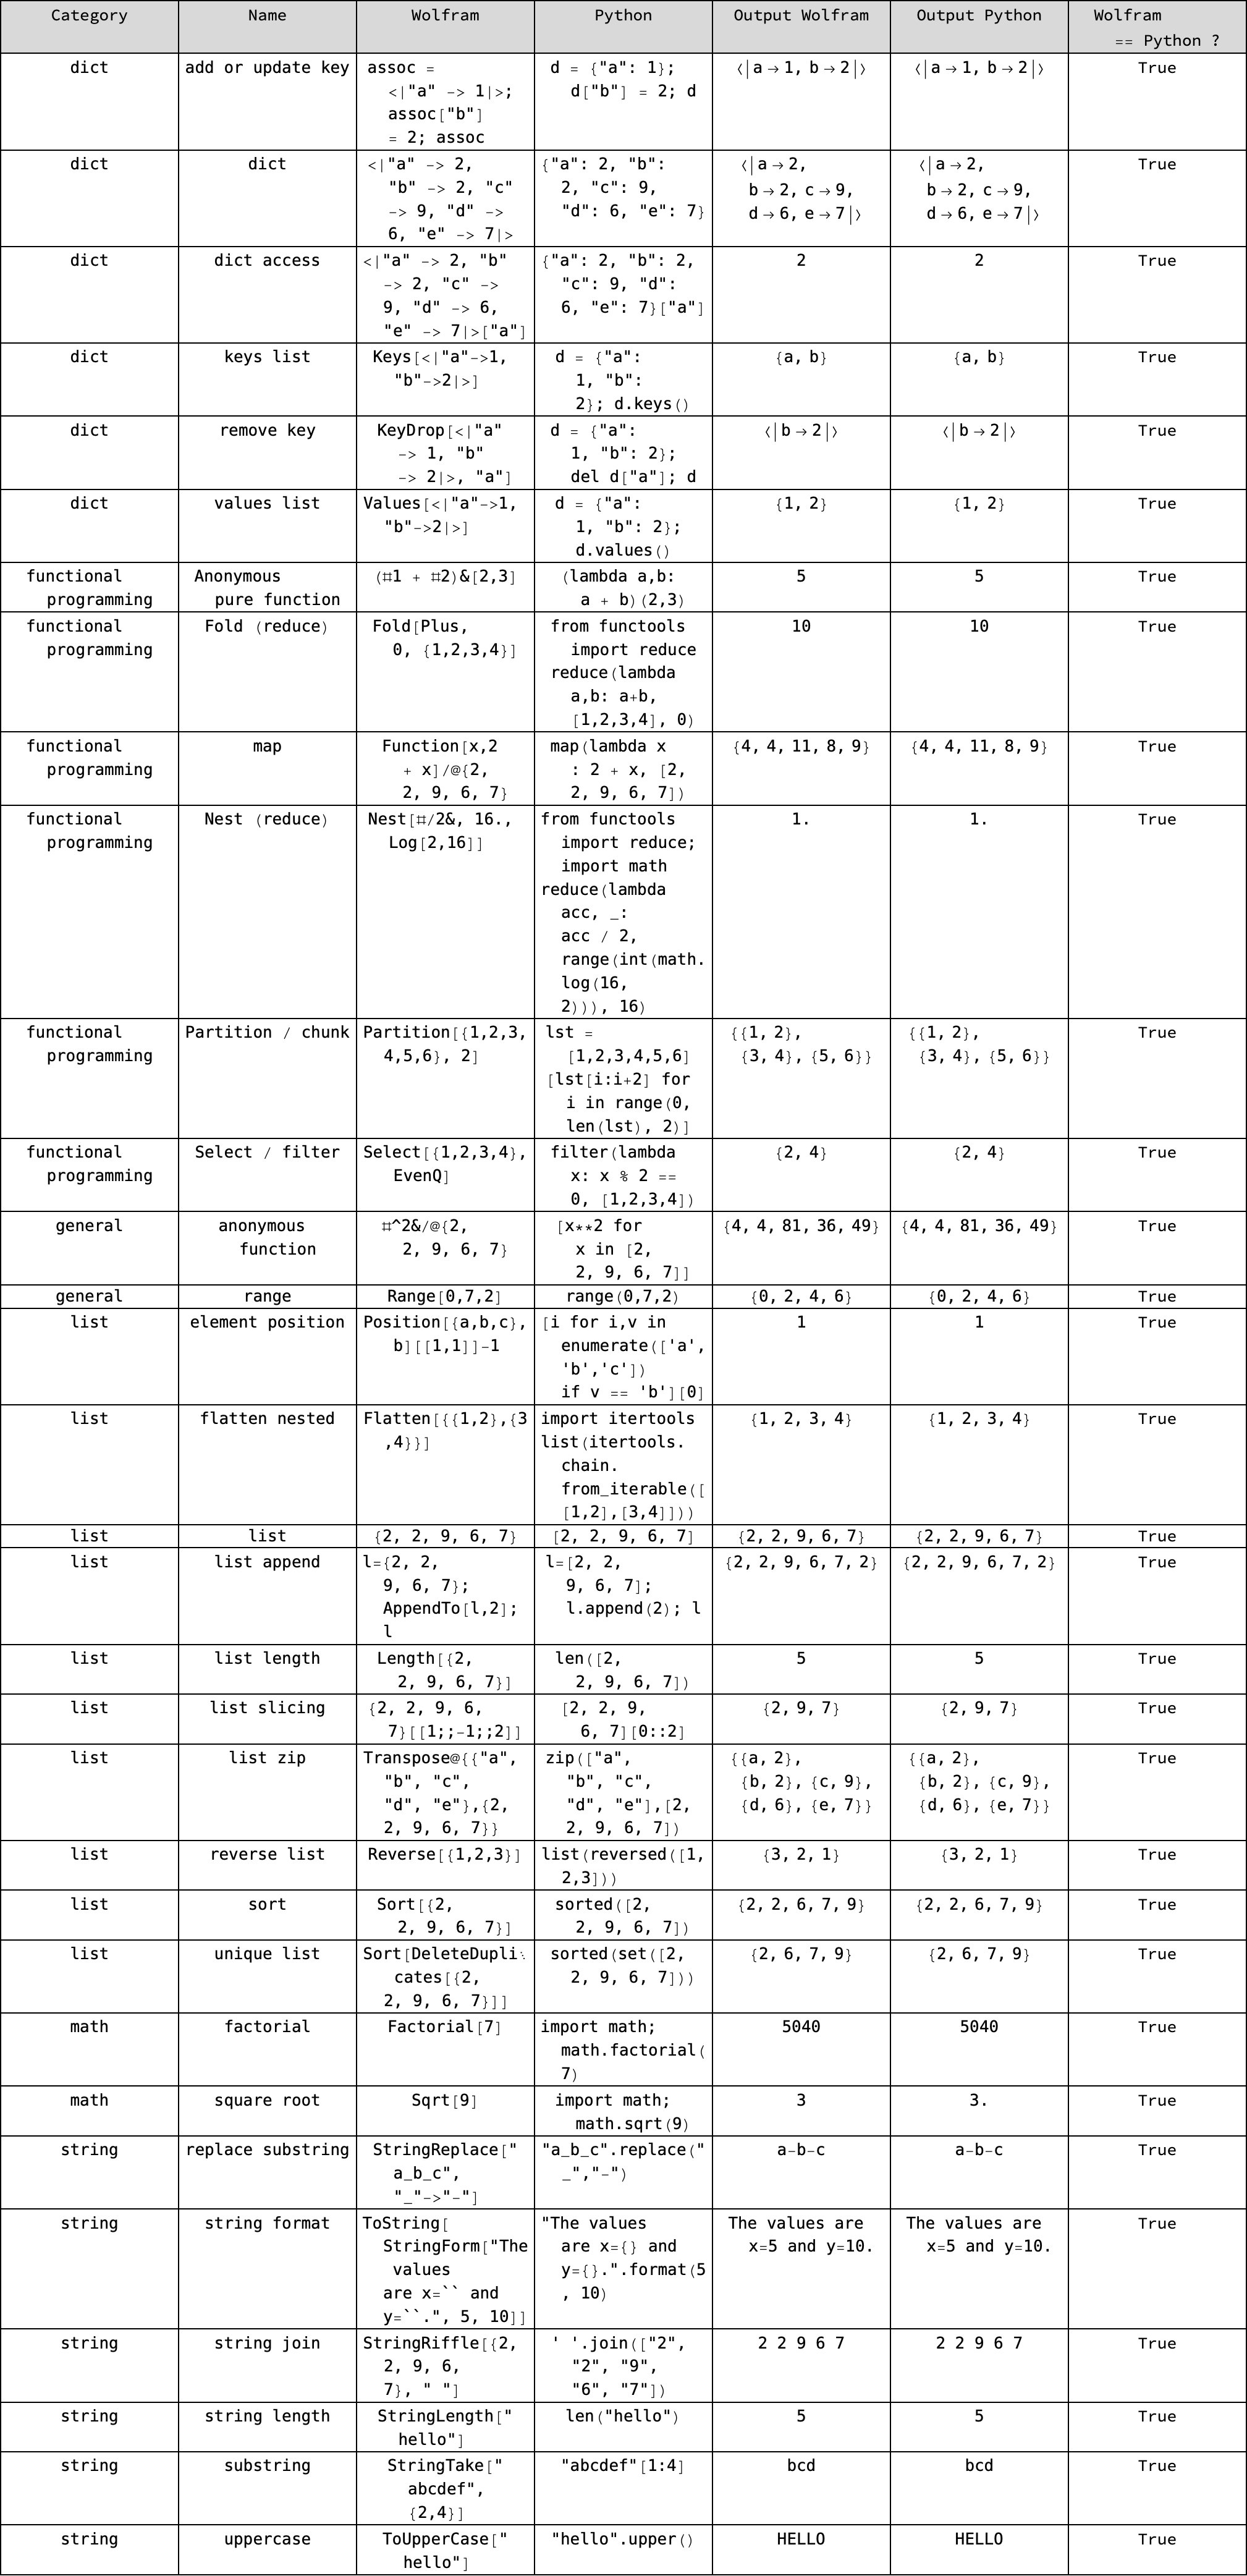 Category Name Wolfram Python Output Wolfram Output Python Wolfram
== Python ?
dict add or update key assoc = d = {"a": 1}; <|a → 1, b → 2|> <|a → 1, b → 2|> True
<|"a" -> 1|>; d["b"] = 2; d
assoc["b"]
= 2; assoc
dict dict <|"a" -> 2, {"a": 2, "b": <|a → 2, <|a → 2, True
"b" -> 2, "c" 2, "c": 9, b → 2, c → 9, b → 2, c → 9,
-> 9, "d" -> "d": 6, "e": 7} d → 6, e → 7|> d → 6, e → 7|>
6, "e" -> 7|>
dict dict access <|"a" -> 2, "b" {"a": 2, "b": 2, 2 2 True
-> 2, "c" -> "c": 9, "d":
9, "d" -> 6, 6, "e": 7}["a"]
"e" -> 7|>["a"]
dict keys list Keys[<|"a"->1, d = {"a": {a, b} {a, b} True
"b"->2|>] 1, "b":
2}; d.keys()
dict remove key KeyDrop[<|"a" d = {"a": <|b → 2|> <|b → 2|> True
-> 1, "b" 1, "b": 2};
-> 2|>, "a"] del d["a"]; d
dict values list Values[<|"a"->1, d = {"a": {1, 2} {1, 2} True
"b"->2|>] 1, "b": 2};
d.values()
functional Anonymous (#1 + #2)&[2,3] (lambda a,b: 5 5 True
programming pure function a + b)(2,3)
functional Fold (reduce) Fold[Plus, from functools 10 10 True
programming 0, {1,2,3,4}] import reduce
reduce(lambda
a,b: a+b,
[1,2,3,4], 0)
functional map Function[x,2 map(lambda x {4, 4, 11, 8, 9} {4, 4, 11, 8, 9} True
programming + x]/@{2, : 2 + x, [2,
2, 9, 6, 7} 2, 9, 6, 7])
functional Nest (reduce) Nest[#/2&, 16., from functools 1. 1. True
programming Log[2,16]] import reduce;
import math
reduce(lambda
acc, _:
acc / 2,
range(int(math.
log(16,
2))), 16)
functional Partition / chunk Partition[{1,2,3, lst = {{1, 2}, {{1, 2}, True
programming 4,5,6}, 2] [1,2,3,4,5,6] {3, 4}, {5, 6}} {3, 4}, {5, 6}}
[lst[i:i+2] for
i in range(0,
len(lst), 2)]
functional Select / filter Select[{1,2,3,4}, filter(lambda {2, 4} {2, 4} True
programming EvenQ] x: x % 2 ==
0, [1,2,3,4])
general anonymous #^2&/@{2, [x**2 for {4, 4, 81, 36, 49} {4, 4, 81, 36, 49} True
function 2, 9, 6, 7} x in [2,
2, 9, 6, 7]]
general range Range[0,7,2] range(0,7,2) {0, 2, 4, 6} {0, 2, 4, 6} True
list element position Position[{a,b,c}, [i for i,v in 1 1 True
b][[1,1]]-1 enumerate(['a',
'b','c'])
if v == 'b'][0]
list flatten nested Flatten[{{1,2},{3 import itertools {1, 2, 3, 4} {1, 2, 3, 4} True
,4}}] list(itertools.
chain.
from_iterable([
[1,2],[3,4]]))
list list {2, 2, 9, 6, 7} [2, 2, 9, 6, 7] {2, 2, 9, 6, 7} {2, 2, 9, 6, 7} True
list list append l={2, 2, l=[2, 2, {2, 2, 9, 6, 7, 2} {2, 2, 9, 6, 7, 2} True
9, 6, 7}; 9, 6, 7];
AppendTo[l,2]; l.append(2); l
l
list list length Length[{2, len([2, 5 5 True
2, 9, 6, 7}] 2, 9, 6, 7])
list list slicing {2, 2, 9, 6, [2, 2, 9, {2, 9, 7} {2, 9, 7} True
7}[[1;;-1;;2]] 6, 7][0::2]
list list zip Transpose@{{"a", zip(["a", {{a, 2}, {{a, 2}, True
"b", "c", "b", "c", {b, 2}, {c, 9}, {b, 2}, {c, 9},
"d", "e"},{2, "d", "e"],[2, {d, 6}, {e, 7}} {d, 6}, {e, 7}}
2, 9, 6, 7}} 2, 9, 6, 7])
list reverse list Reverse[{1,2,3}] list(reversed([1, {3, 2, 1} {3, 2, 1} True
2,3]))
list sort Sort[{2, sorted([2, {2, 2, 6, 7, 9} {2, 2, 6, 7, 9} True
2, 9, 6, 7}] 2, 9, 6, 7])
list unique list Sort[DeleteDupli⋱ sorted(set([2, {2, 6, 7, 9} {2, 6, 7, 9} True
cates[{2, 2, 9, 6, 7]))
2, 9, 6, 7}]]
math factorial Factorial[7] import math; 5040 5040 True
math.factorial(
7)
math square root Sqrt[9] import math; 3 3. True
math.sqrt(9)
string replace substring StringReplace[" "a_b_c".replace(" a-b-c a-b-c True
a_b_c", _","-")
"_"->"-"]
string string format ToString[ "The values The values are The values are True
StringForm["The are x={} and x=5 and y=10. x=5 and y=10.
values y={}.".format(5
are x=`` and , 10)
y=``.", 5, 10]]
string string join StringRiffle[{2, ' '.join(["2", 2 2 9 6 7 2 2 9 6 7 True
2, 9, 6, "2", "9",
7}, " "] "6", "7"])
string string length StringLength[" len("hello") 5 5 True
hello"]
string substring StringTake[" "abcdef"[1:4] bcd bcd True
abcdef",
{2,4}]
string uppercase ToUpperCase[" "hello".upper() HELLO HELLO True
hello"]